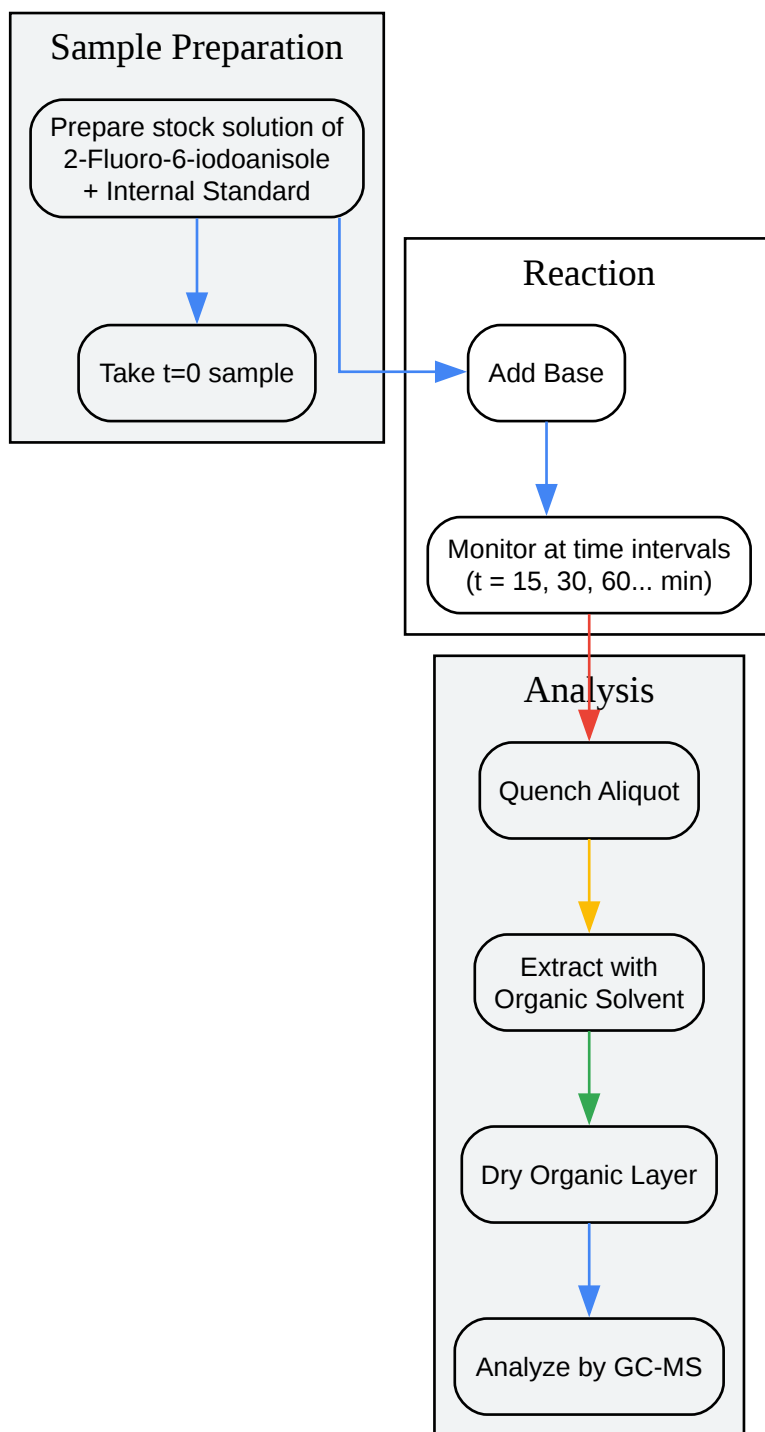 Sample Preparation
Prepare stock solution of
2-Fluoro-6-iodoanisole
+ Internal Standard
Take t=0 sample
Reaction
Add Base
Monitor at time intervals
(t = 15, 30, 60... min)
Analysis
Quench Aliquot
Extract with
Organic Solvent
Dry Organic Layer
Analyze by GC-MS